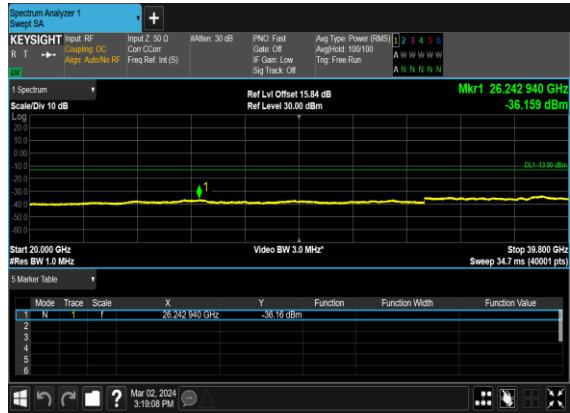 Spectrum Analyzer 1
Swept SA
+
KEYSIGHT Input: RF Input Z: 50 Ω #Atten: 30 dB PNO: Fast Avg Type: Power (RMS) 1 2 3 4 5 6
R T Coupling: DC Corr CCorr Gate: Off Avg|Hold: 100/100 A W W W W W
Align: Auto/No RF Freq Ref: Int (S) IF Gain: Low Trig: Free Run
Sig Track: Off A N N N N N
1 Spectrum
Ref Lvl Offset 15.84 dB Mkr1 26.242 940 GHz
Scale/Div 10 dB Ref Level 30.00 dBm -36.159 dBm
Log
20.0
10.0
0.00
-10.0
DL1 -13.00 dBm
-20.0
-30.0
1
-40.0
-50.0
-60.0
Start 20.000 GHz Video BW 3.0 MHz* Stop 39.800 GHz
#Res BW 1.0 MHz Sweep 34.7 ms (40001 pts)
5 Marker Table
Mode Trace Scale X Y Function Function Width Function Value
1 N 1 f 26.242 940 GHz -36.16 dBm
2
3
4
5
6
? Mar 02, 2024
3:19:08 PM